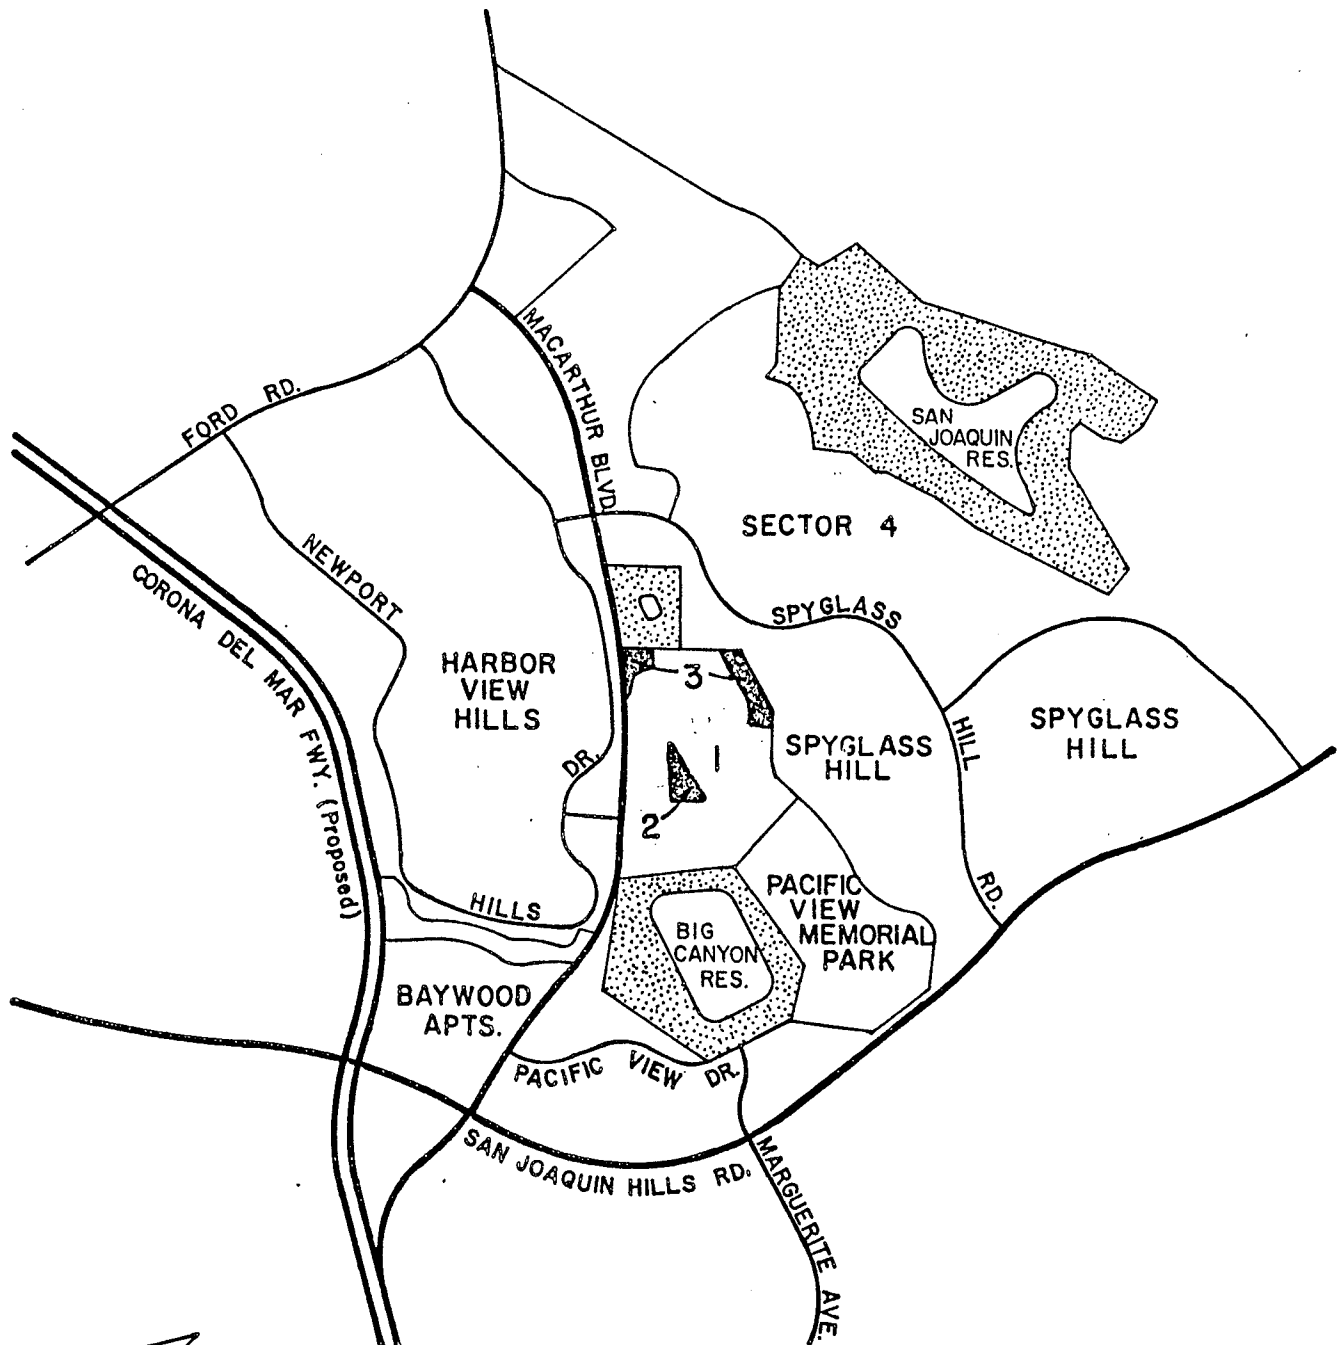 MACARTHUR BLVD.
FORD RD.
SAN
JOAQUIN
RES.
SECTOR 4
NEWPORT
CORONA DEL MAR FWY. (Proposed)
SPYGLASS
HARBOR
VIEW
HILLS
3
HILL
SPYGLASS
HILL
SPYGLASS
HILL
1
DR.
2
HILLS
RD.
PACIFIC
VIEW
MEMORIAL
PARK
BIG
CANYON
RES.
BAYWOOD
APTS.
PACIFIC VIEW DR.
SAN JOAQUIN HILLS RD.
MARGUERITE AVE.